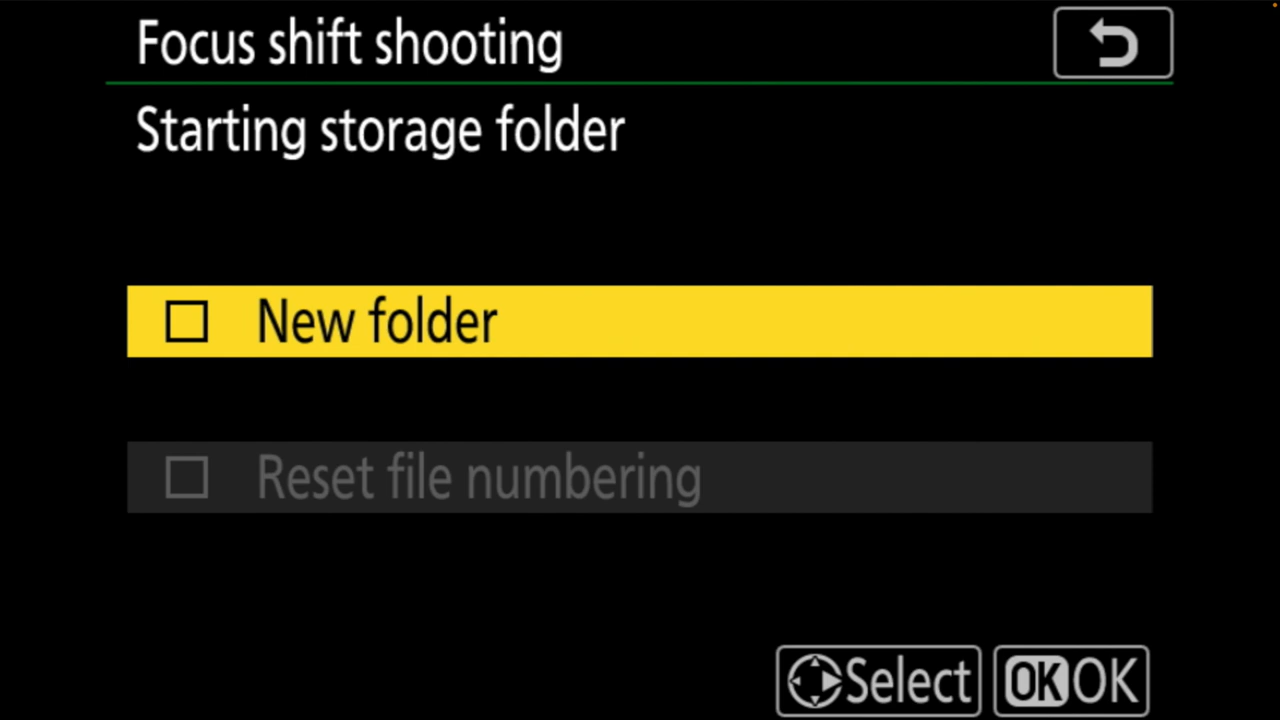 Focus shift shooting
Starting storage folder
New folder
Reset file numbering
Select OK OK